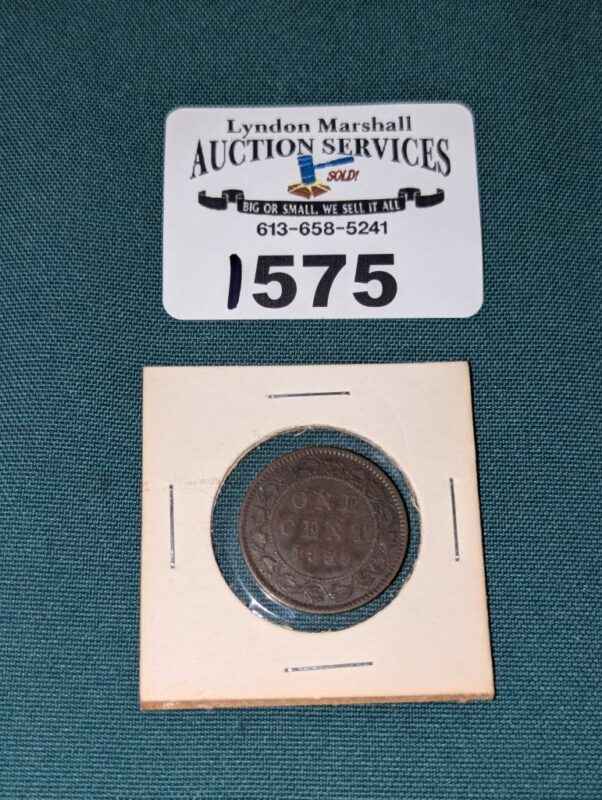 Lyndon Marshall
AUCTION SERVICES
SOLD!
BIG OR SMALL, WE SELL IT ALL
613-658-5241
1575
ONE
CENT